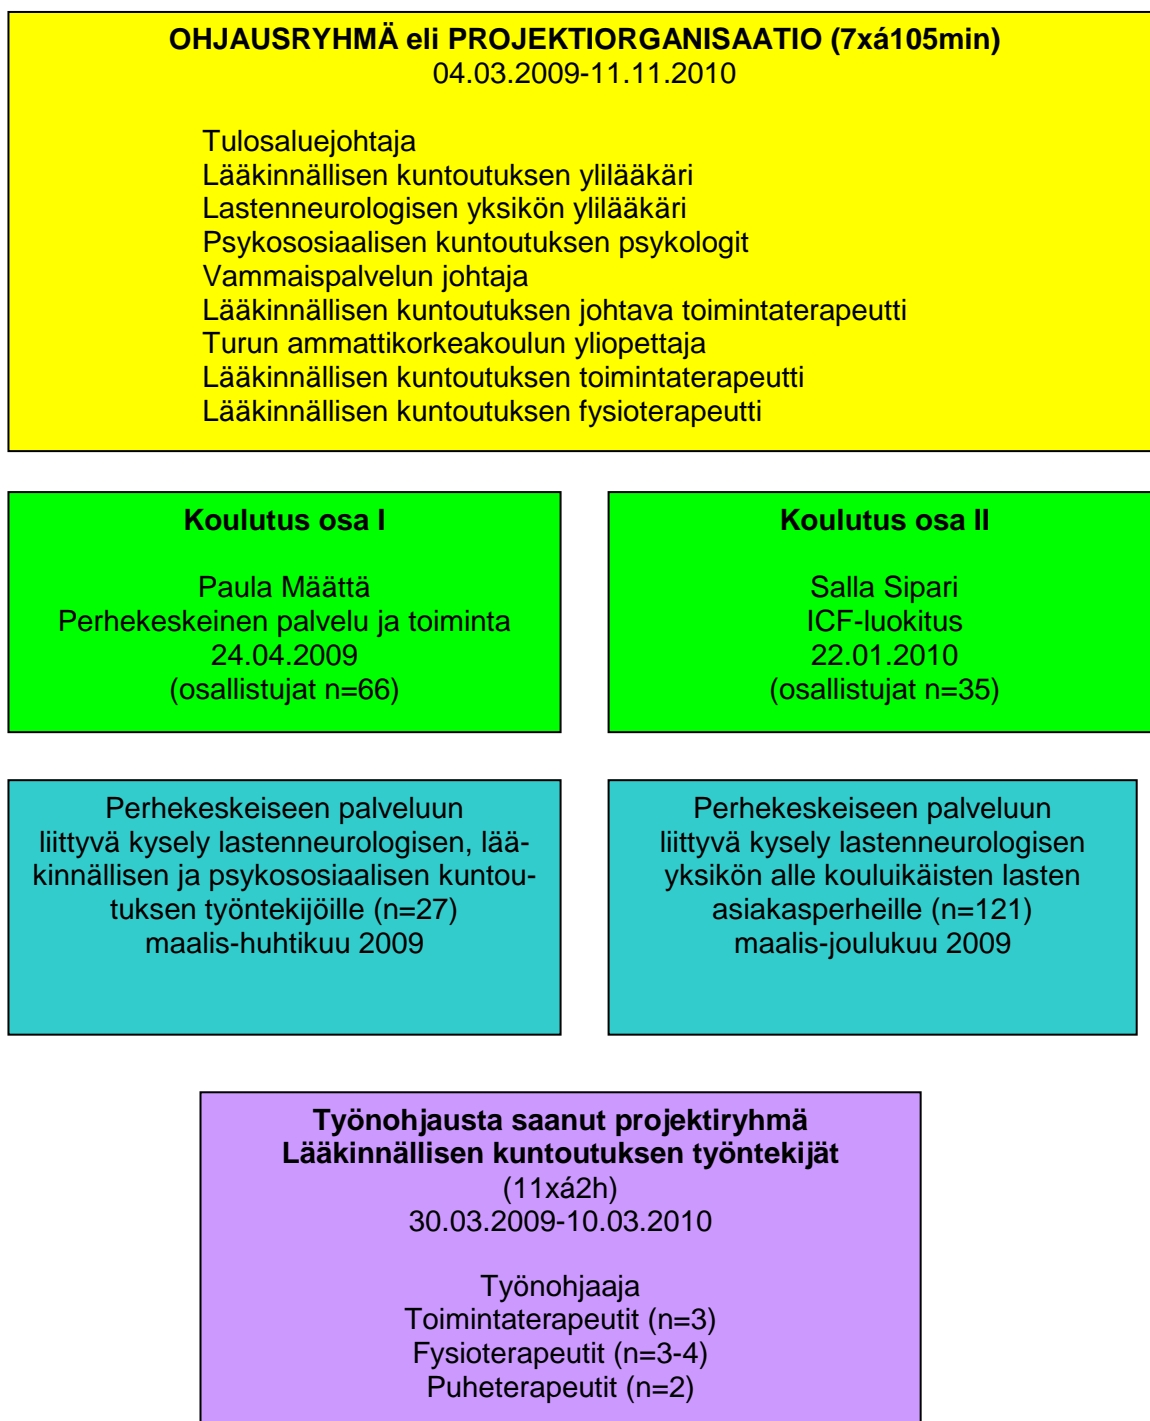 OHJAUSRYHMÄ eli PROJEKTIORGANISAATIO (7xá105min)
04.03.2009-11.11.2010
Tulosaluejohtaja
Lääkinnällisen kuntoutuksen ylilääkäri
Lastenneurologisen yksikön ylilääkäri
Psykososiaalisen kuntoutuksen psykologit
Vammaispalvelun johtaja
Lääkinnällisen kuntoutuksen johtava toimintaterapeutti
Turun ammattikorkeakoulun yliopettaja
Lääkinnällisen kuntoutuksen toimintaterapeutti
Lääkinnällisen kuntoutuksen fysioterapeutti
Koulutus osa I
Paula Määttä
Perhekeskeinen palvelu ja toiminta
24.04.2009
(osallistujat n=66)
Koulutus osa II
Salla Sipari
ICF-luokitus
22.01.2010
(osallistujat n=35)
Perhekeskeiseen palveluun
liittyvä kysely lastenneurologisen, lää-
kinnällisen ja psykososiaalisen kuntou-
tuksen työntekijöille (n=27)
maalis-huhtikuu 2009
Perhekeskeiseen palveluun
liittyvä kysely lastenneurologisen
yksikön alle kouluikäisten lasten
asiakasperheille (n=121)
maalis-joulukuu 2009
Työnohjausta saanut projektiryhmä
Lääkinnällisen kuntoutuksen työntekijät
(11xá2h)
30.03.2009-10.03.2010
Työnohjaaja
Toimintaterapeutit (n=3)
Fysioterapeutit (n=3-4)
Puheterapeutit (n=2)